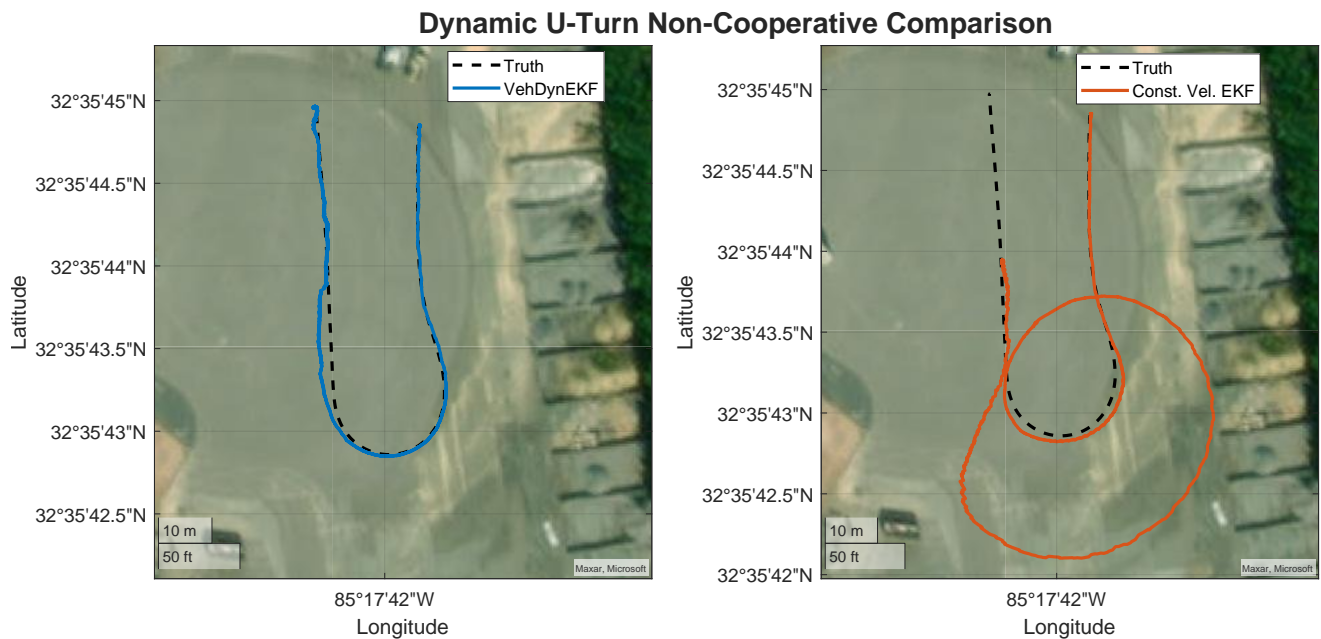 Dynamic U-Turn Non-Cooperative Comparison
Truth
VehDynEKF
32°35'45"N
32°35'44.5"N
32°35'44"N
32°35'43.5"N
32°35'43"N
32°35'42.5"N
Latitude
10 m
50 ft
Maxar, Microsoft
85°17'42"W
Longitude
Truth
Const. Vel. EKF
32°35'45"N
32°35'44.5"N
32°35'44"N
32°35'43.5"N
32°35'43"N
32°35'42.5"N
32°35'42"N
Latitude
10 m
50 ft
Maxar, Microsoft
85°17'42"W
Longitude